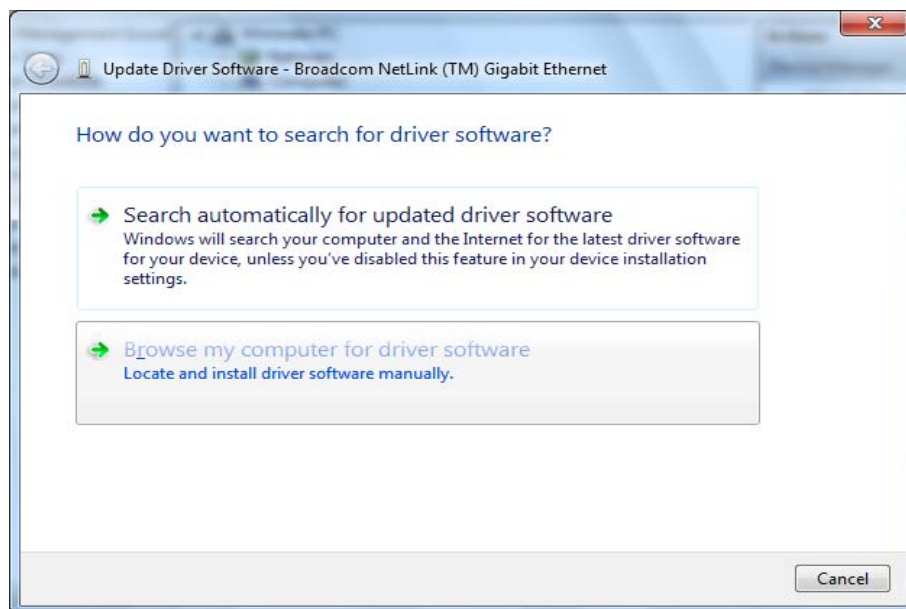 Update Driver Software - Broadcom NetLink (TM) Gigabit Ethernet
How do you want to search for driver software?
Search automatically for updated driver software
Windows will search your computer and the Internet for the latest driver software
for your device, unless you've disabled this feature in your device installation
settings.
Browse my computer for driver software
Locate and install driver software manually.
Cancel